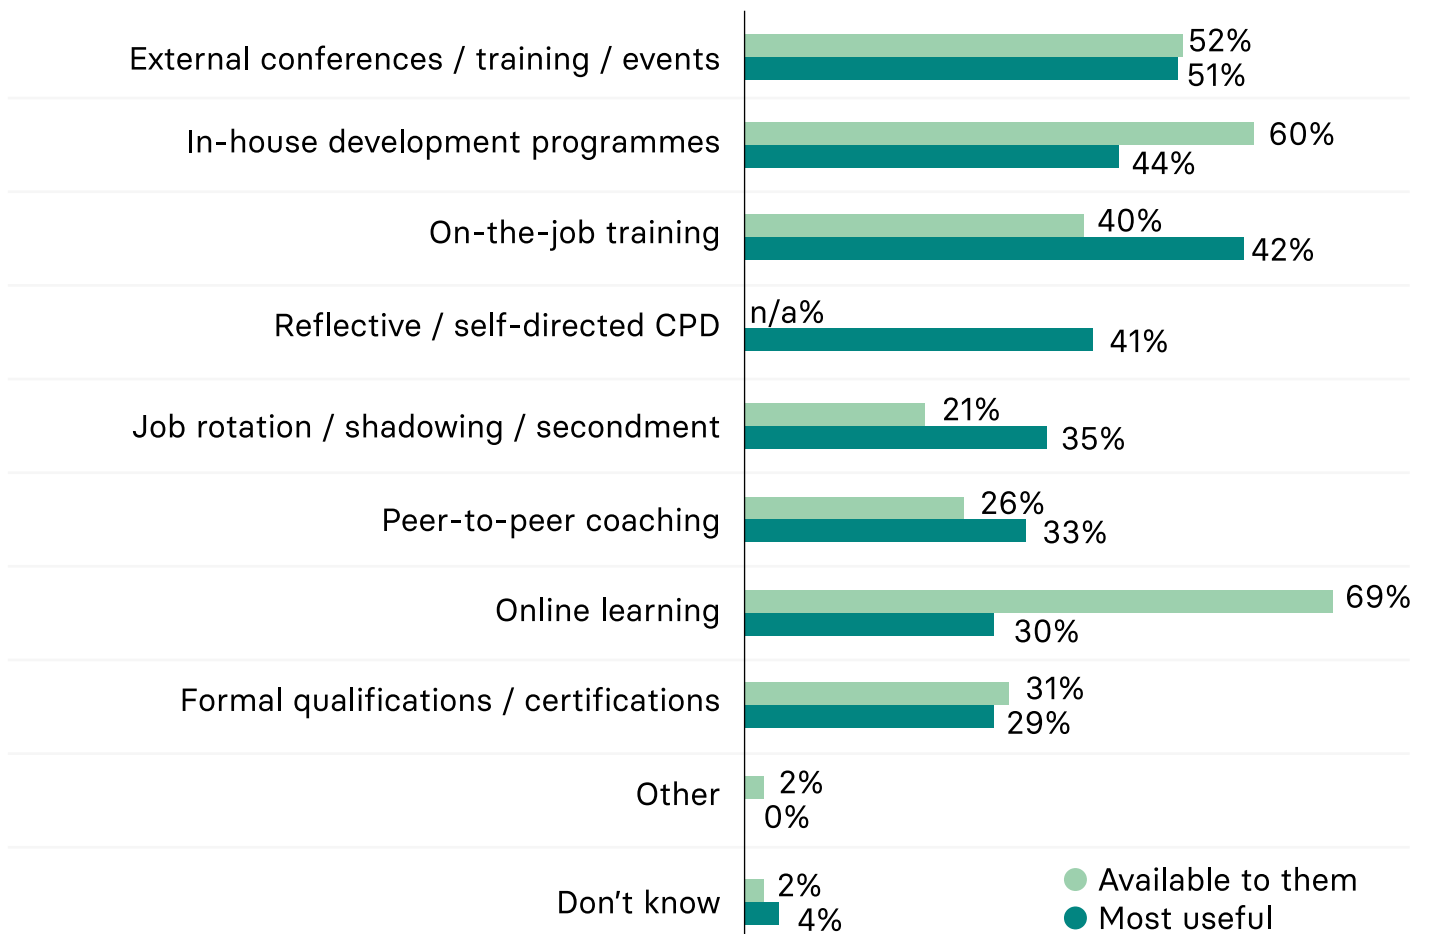 External conferences / training / events
52%
51%
In-house development programmes
60%
44%
On-the-job training
40%
42%
Reflective / self-directed CPD
n/a%
41%
Job rotation / shadowing / secondment
21%
35%
Peer-to-peer coaching
26%
33%
Online learning
69%
30%
Formal qualifications / certifications
31%
29%
Other
2%
0%
Don’t know
2%
4%
Available to them
Most useful